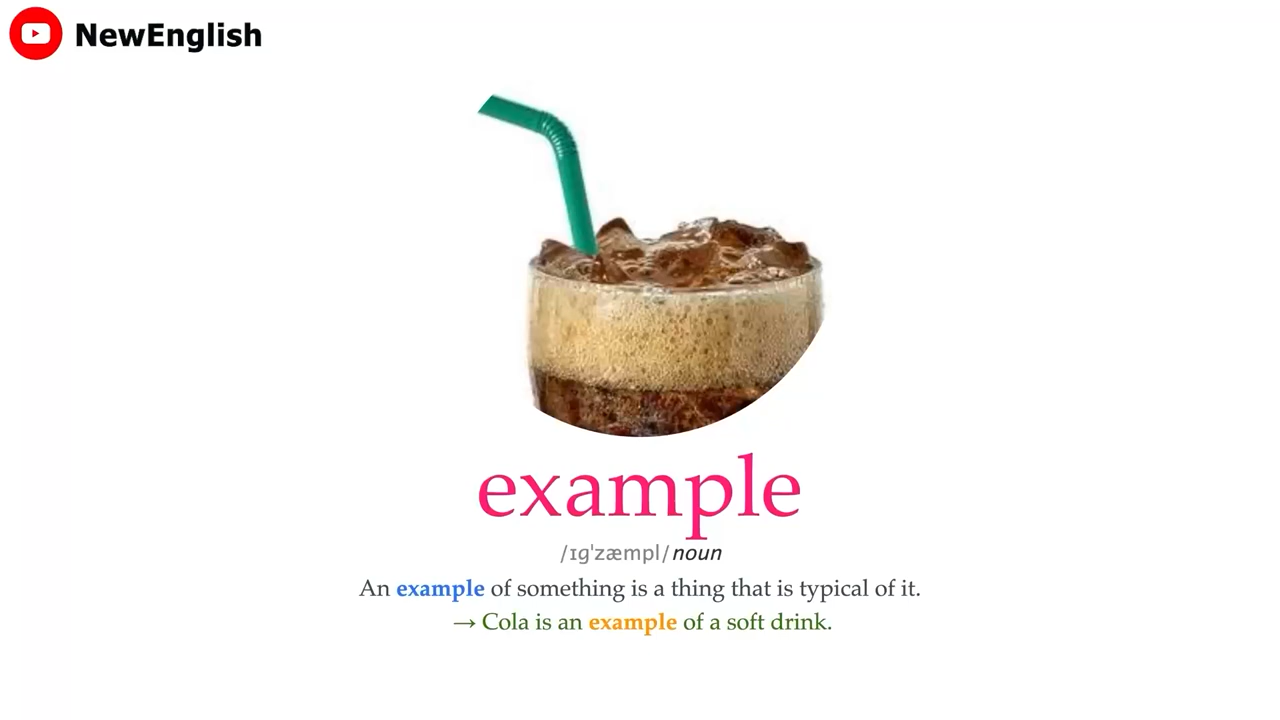 NewEnglish
example
/ɪɡˈzæmpl/noun
An example of something is a thing that is typical of it.
→ Cola is an example of a soft drink.